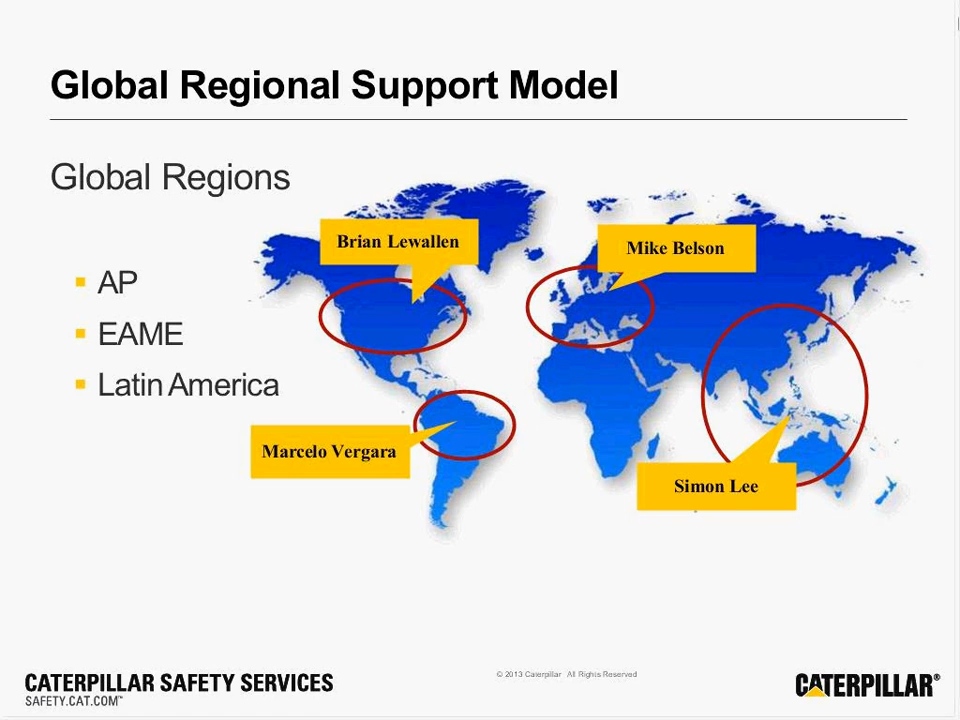 Global Regional Support Model
Global Regions
AP
EAME
Latin America
Brian Lewallen
Mike Belson
Marcelo Vergara
Simon Lee
CATERPILLAR SAFETY SERVICES
SAFETY.CAT.COM™
© 2013 Caterpillar All Rights Reserved
CATERPILLAR®